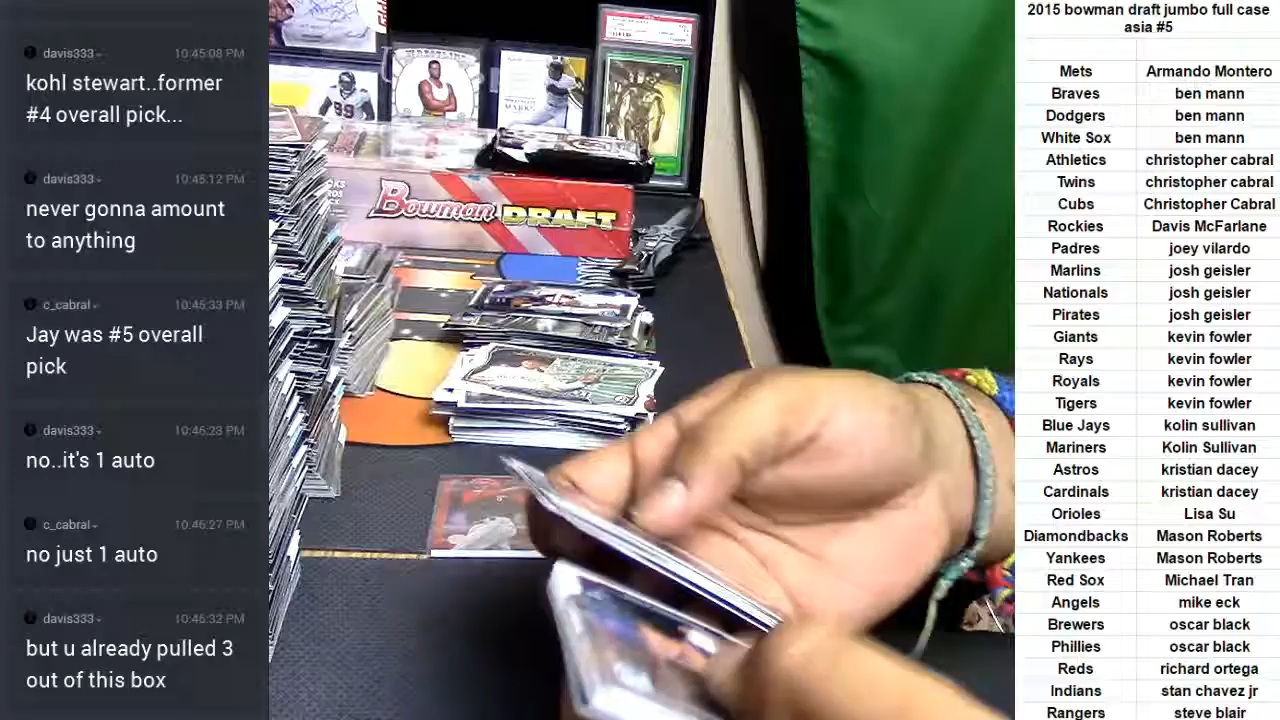 davis333
10:45:08 PM
kohl stewart..former
#4 overall pick...
davis333
10:45:12 PM
never gonna amount
to anything
c_cabral
10:45:33 PM
Jay was #5 overall
pick
davis333
10:46:23 PM
no..it's 1 auto
c_cabral
10:46:27 PM
no just 1 auto
davis333
10:46:32 PM
but u already pulled 3
out of this box
Bowman DRAFT
2015 bowman draft jumbo full case
asia #5
Mets Armando Montero
Braves ben mann
Dodgers ben mann
White Sox ben mann
Athletics christopher cabral
Twins christopher cabral
Cubs Christopher Cabral
Rockies Davis McFarlane
Padres joey vilardo
Marlins josh geisler
Nationals josh geisler
Pirates josh geisler
Giants kevin fowler
Rays kevin fowler
Royals kevin fowler
Tigers kevin fowler
Blue Jays kolin sullivan
Mariners Kolin Sullivan
Astros kristian dacey
Cardinals kristian dacey
Orioles Lisa Su
Diamondbacks Mason Roberts
Yankees Mason Roberts
Red Sox Michael Tran
Angels mike eck
Brewers oscar black
Phillies oscar black
Reds richard ortega
Indians stan chavez jr
Rangers steve blair